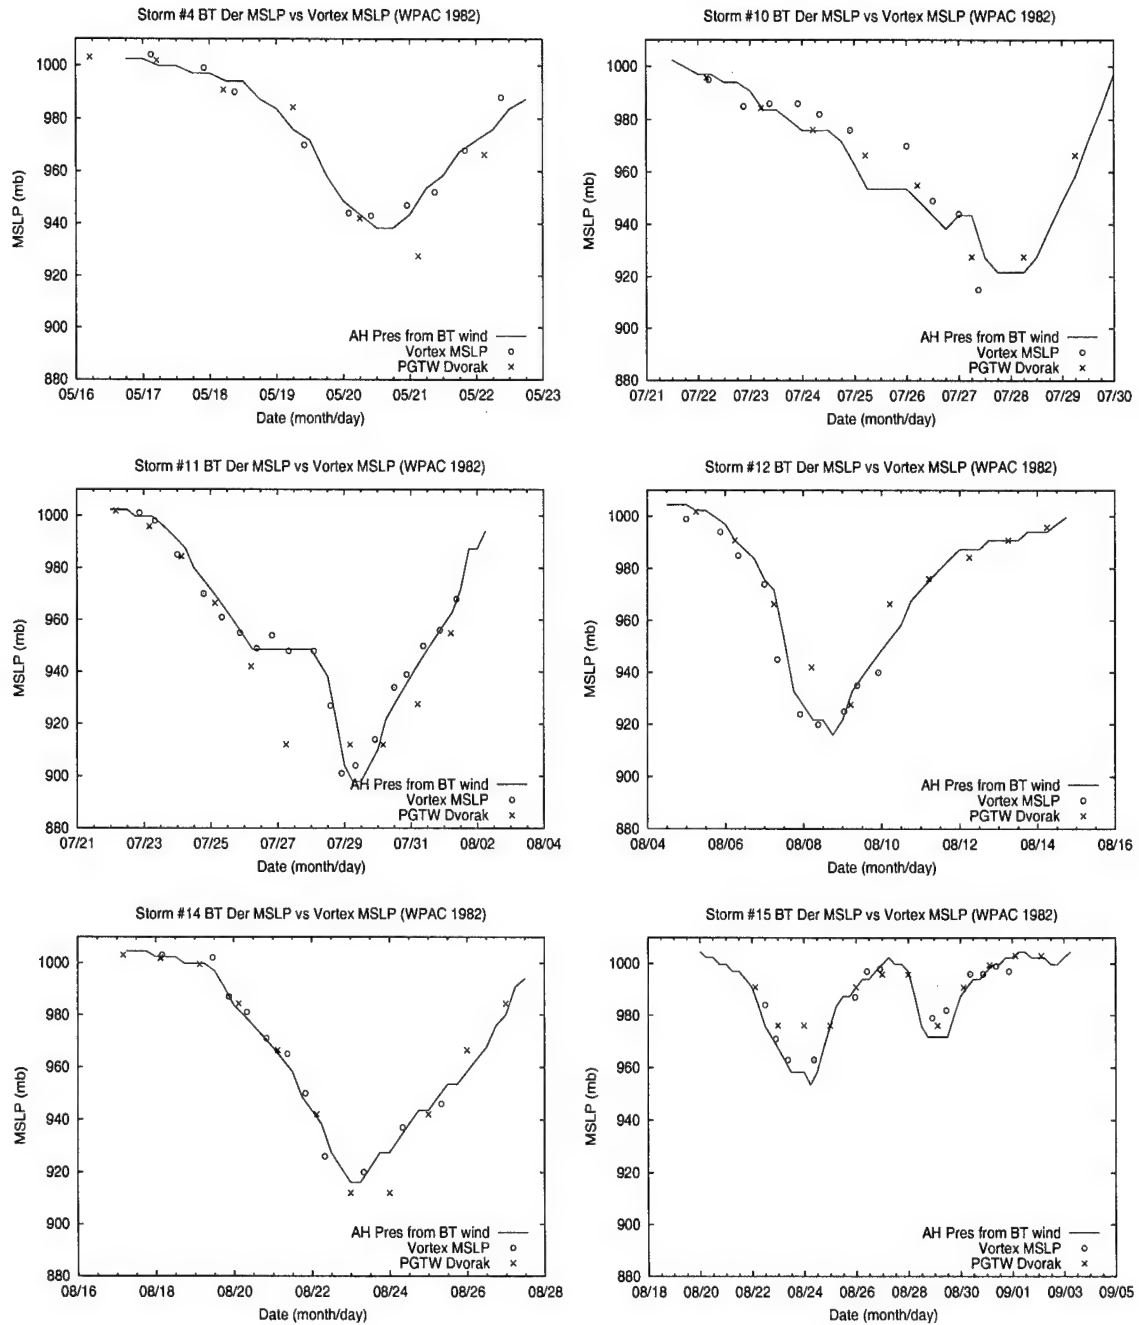 Storm #4 BT Der MSLP vs Vortex MSLP (WPAC 1982)
1000
980
960
940
920
900
880
MSLP (mb)
AH Pres from BT wind
Vortex MSLP
PGTW Dvorak
05/16 05/17 05/18 05/19 05/20 05/21 05/22 05/23
Date (month/day)
Storm #10 BT Der MSLP vs Vortex MSLP (WPAC 1982)
1000
980
960
940
920
900
880
MSLP (mb)
AH Pres from BT wind
Vortex MSLP
PGTW Dvorak
07/21 07/22 07/23 07/24 07/25 07/26 07/27 07/28 07/29 07/30
Date (month/day)
Storm #11 BT Der MSLP vs Vortex MSLP (WPAC 1982)
1000
980
960
940
920
900
880
MSLP (mb)
AH Pres from BT wind
Vortex MSLP
PGTW Dvorak
07/21 07/23 07/25 07/27 07/29 07/31 08/02 08/04
Date (month/day)
Storm #12 BT Der MSLP vs Vortex MSLP (WPAC 1982)
1000
980
960
940
920
900
880
MSLP (mb)
AH Pres from BT wind
Vortex MSLP
PGTW Dvorak
08/04 08/06 08/08 08/10 08/12 08/14 08/16
Date (month/day)
Storm #14 BT Der MSLP vs Vortex MSLP (WPAC 1982)
1000
980
960
940
920
900
880
MSLP (mb)
AH Pres from BT wind
Vortex MSLP
PGTW Dvorak
08/16 08/18 08/20 08/22 08/24 08/26 08/28
Date (month/day)
Storm #15 BT Der MSLP vs Vortex MSLP (WPAC 1982)
1000
980
960
940
920
900
880
MSLP (mb)
AH Pres from BT wind
Vortex MSLP
PGTW Dvorak
08/18 08/20 08/22 08/24 08/26 08/28 08/30 09/01 09/03 09/05
Date (month/day)